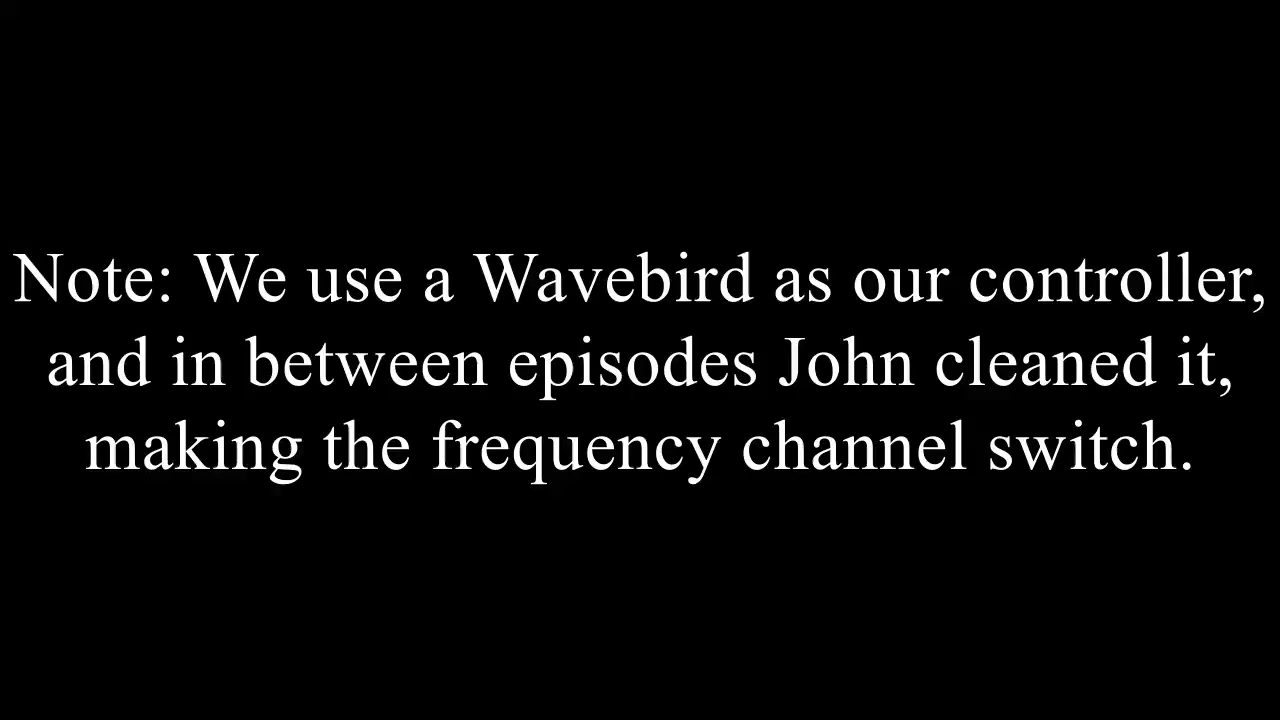 Note: We use a Wavebird as our controller,
and in between episodes John cleaned it,
making the frequency channel switch.